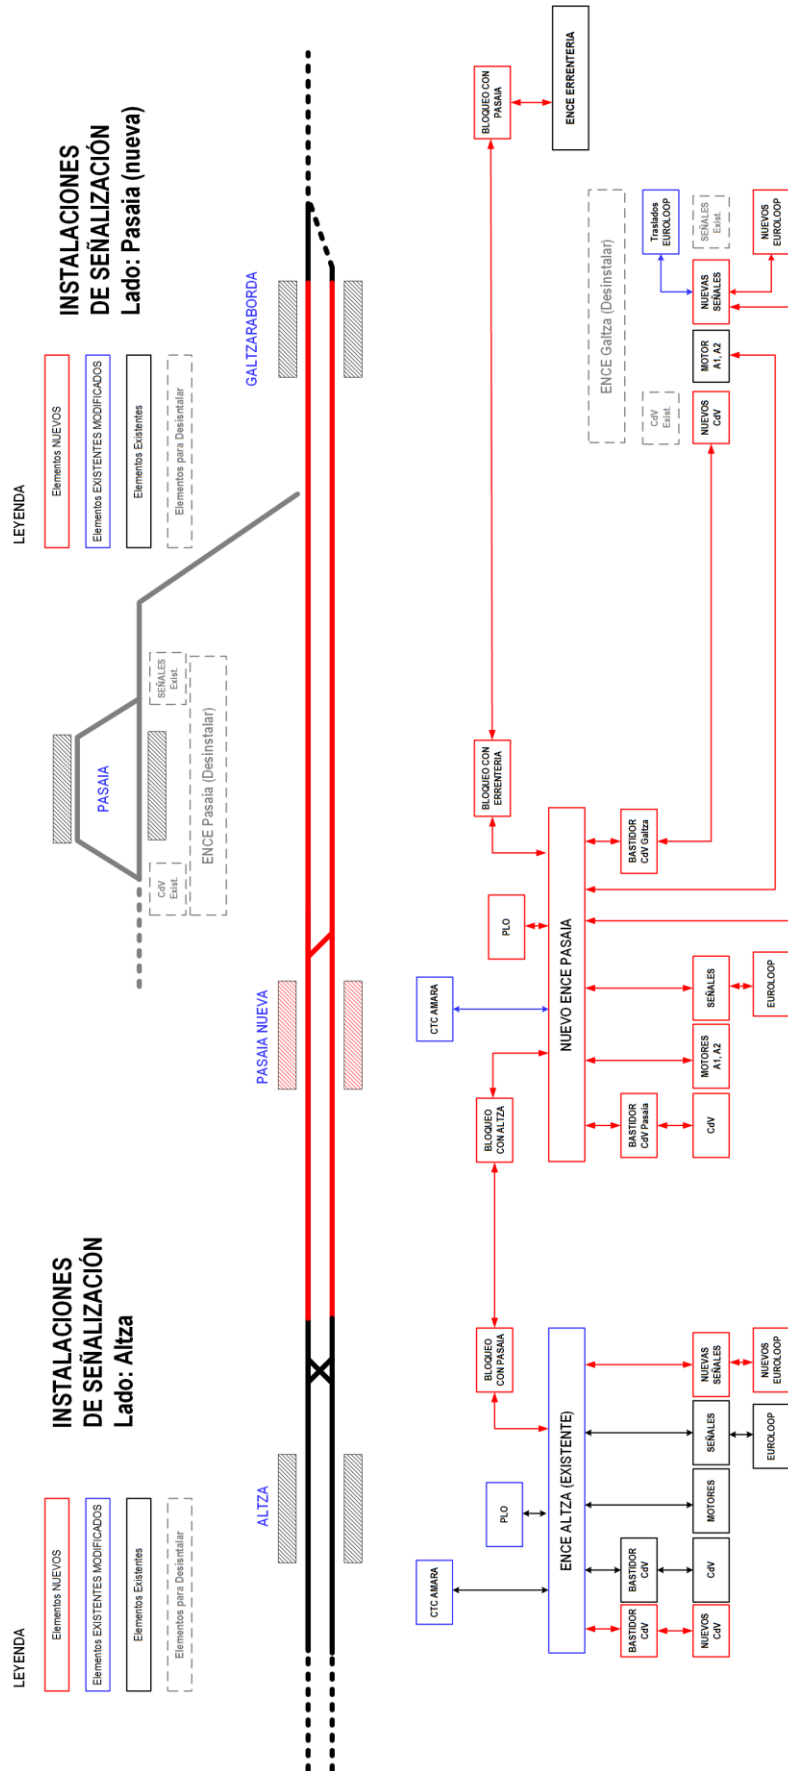 INSTALACIONES
DE SEÑALIZACIÓN
Lado: Altza
LEYENDA
Elementos NUEVOS
Elementos EXISTENTES MODIFICADOS
Elementos Existentes
Elementos para Desisntalar
ALTZA
CTC AMARA
PLO
BLOQUEO
CON PASAIA
ENCE ALTZA (EXISTENTE)
BASTIDOR
CdV
BASTIDOR
CdV
NUEVOS
CdV
CdV
MOTORES
SEÑALES
NUEVAS
SEÑALES
EUROLOOP
NUEVOS
EUROLOOP
INSTALACIONES
DE SEÑALIZACIÓN
Lado: Pasaia (nueva)
LEYENDA
Elementos NUEVOS
Elementos EXISTENTES MODIFICADOS
Elementos Existentes
Elementos para Desisntalar
PASAIA
CdV
Exist.
SEÑALES
Exist.
ENCE Pasaia (Desinstalar)
PASAIA NUEVA
GALTZARABORDA
CTC AMARA
BLOQUEO
CON ALTZA
PLO
BLOQUEO CON
ERRENTERIA
BLOQUEO CON
PASAIA
ENCE ERRENTERIA
NUEVO ENCE PASAIA
BASTIDOR
CdV Pasaia
BASTIDOR
CdV Galtza
CdV
MOTORES
A1, A2
SEÑALES
EUROLOOP
ENCE Galtza (Desinstalar)
CdV
Exist.
Traslados
EUROLOOP
NUEVOS
CdV
MOTOR
A1, A2
NUEVAS
SEÑALES
SEÑALES
Exist.
NUEVOS
EUROLOOP